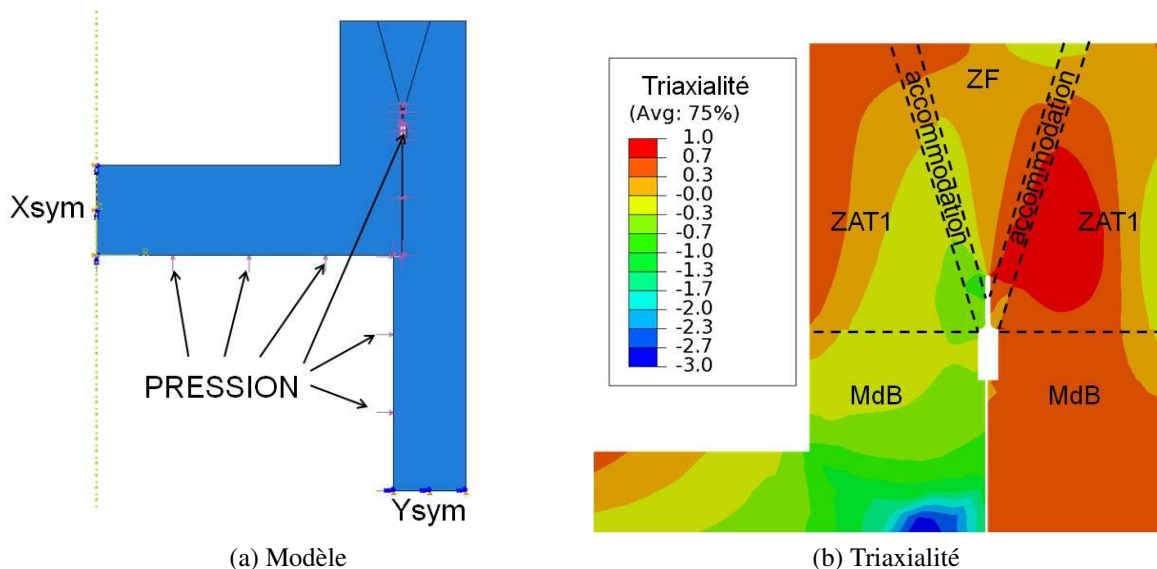 Xsym
PRESSION
Ysym
(a) Modèle
Triaxialité
(Avg: 75%)
1.0
0.7
0.3
-0.0
-0.3
-0.7
-1.0
-1.3
-1.7
-2.0
-2.3
-2.7
-3.0
ZF
accommodation
accommodation
ZAT1
ZAT1
MdB
MdB
(b) Triaxialité